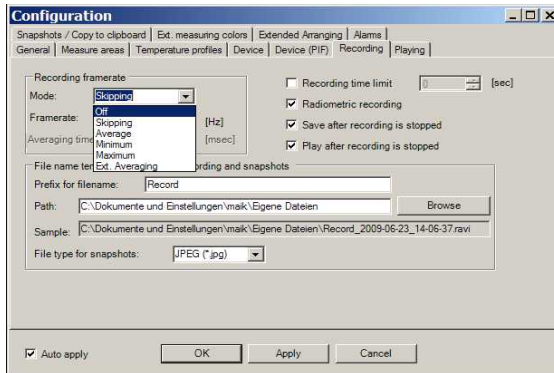 Configuration
Snapshots / Copy to clipboard Ext. measuring colors Extended Arranging Alarms
General Measure areas Temperature profiles Device Device (PIF) Recording Playing
Recording framerate
Mode: Skipping
Off
Skipping
Average
Minimum
Maximum
Ext. Averaging
Framerate: [Hz]
Averaging time [msec]
Recording time limit 0 [sec]
Radiometric recording
Save after recording is stopped
Play after recording is stopped
File name ording and snapshots
Prefix for filename: Record
Path: C:\Dokumente und Einstellungen\maik\Eigene Dateien Browse
Sample: C:\Dokumente und Einstellungen\maik\Eigene Dateien\Record_2009-06-23_14-06-37.ravi
File type for snapshots: JPEG (*.jpg)
Auto apply OK Apply Cancel